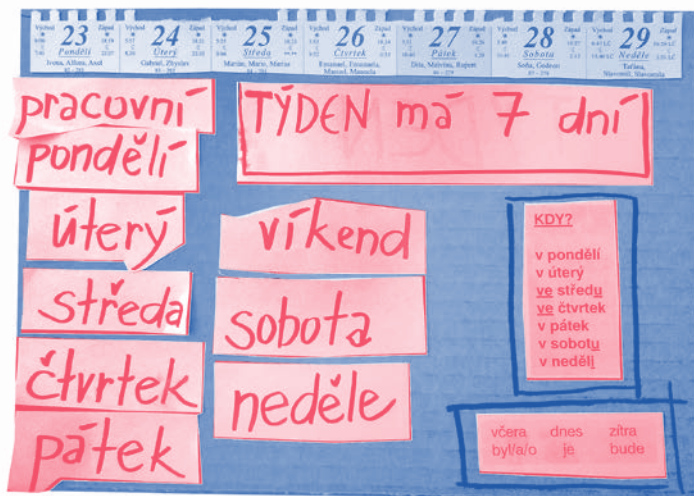 23 24 25 26 27 28 29
Pondělí Úterý Středa Čtvrtek Pátek Sobota Neděle
TÝDEN má 7 dní
pracovní
pondělí
úterý
středa
čtvrtek
pátek
víkend
sobota
neděle
KDY?
v pondělí
v úterý
ve středu
ve čtvrtek
v pátek
v sobotu
v neděli
včera dnes zítra
byl/a/o je bude